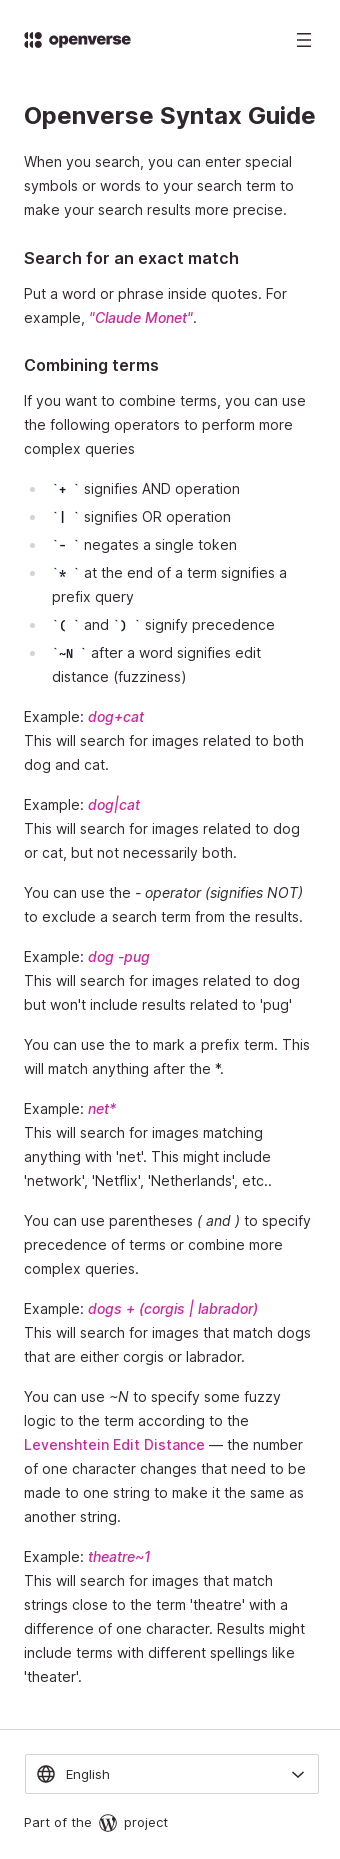 openverse
Openverse Syntax Guide
When you search, you can enter special
symbols or words to your search term to
make your search results more precise.
Search for an exact match
Put a word or phrase inside quotes. For
example, "Claude Monet".
Combining terms
If you want to combine terms, you can use
the following operators to perform more
complex queries
`+ ` signifies AND operation
`| ` signifies OR operation
`- ` negates a single token
`* ` at the end of a term signifies a
prefix query
`( ` and `) ` signify precedence
`~N ` after a word signifies edit
distance (fuzziness)
Example: dog+cat
This will search for images related to both
dog and cat.
Example: dog|cat
This will search for images related to dog
or cat, but not necessarily both.
You can use the - operator (signifies NOT)
to exclude a search term from the results.
Example: dog -pug
This will search for images related to dog
but won't include results related to 'pug'
You can use the to mark a prefix term. This
will match anything after the *.
Example: net*
This will search for images matching
anything with 'net'. This might include
'network', 'Netflix', 'Netherlands', etc..
You can use parentheses ( and ) to specify
precedence of terms or combine more
complex queries.
Example: dogs + (corgis | labrador)
This will search for images that match dogs
that are either corgis or labrador.
You can use ~N to specify some fuzzy
logic to the term according to the
Levenshtein Edit Distance — the number
of one character changes that need to be
made to one string to make it the same as
another string.
Example: theatre~1
This will search for images that match
strings close to the term 'theatre' with a
difference of one character. Results might
include terms with different spellings like
'theater'.
English
Part of the project